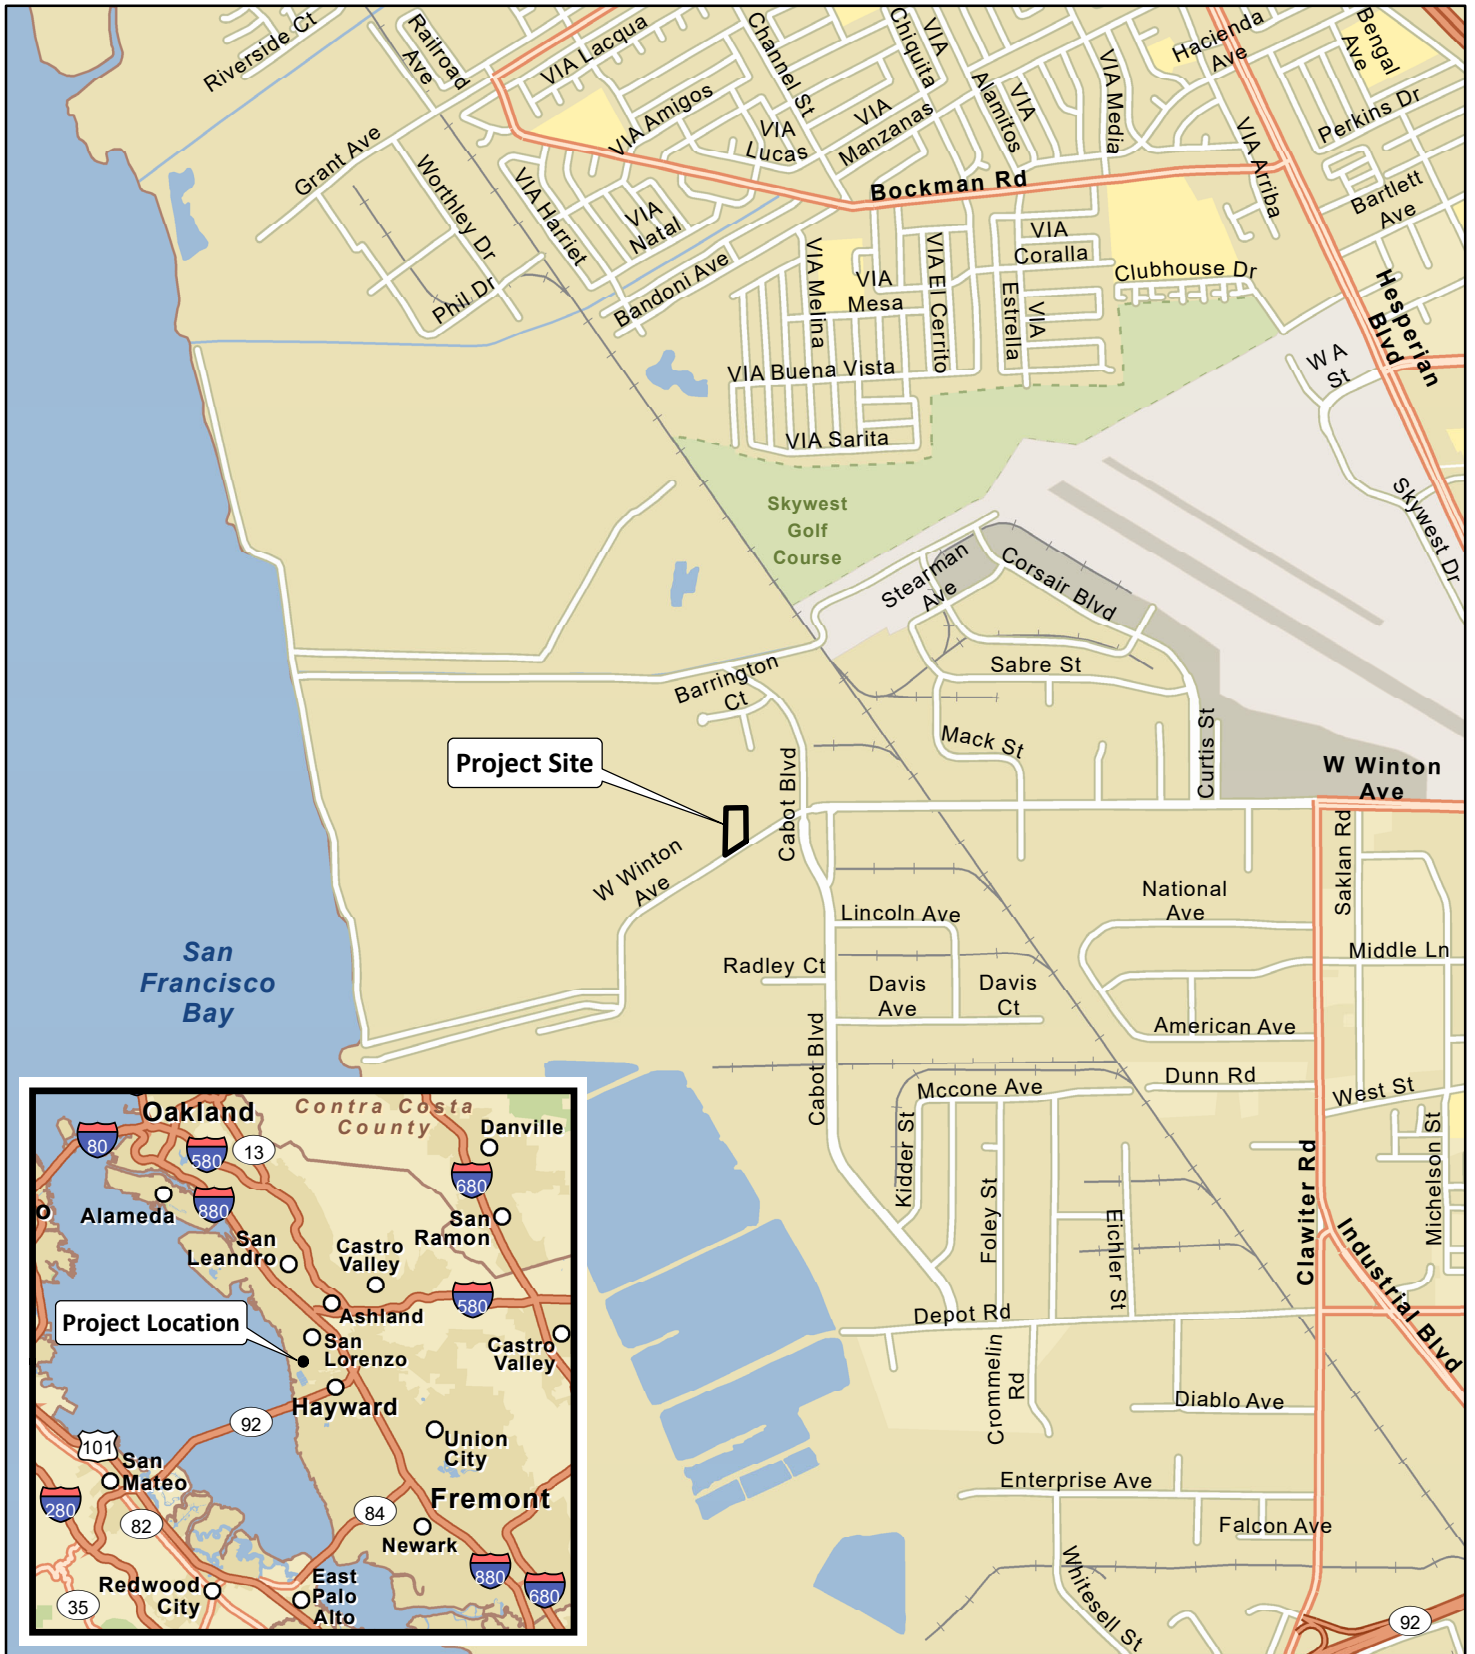 Riverside Ct
Railroad
Ave
VIA Lacqua
Channel St
Chiquita
VIA
Hacienda
Ave
Bengal
Ave
Grant Ave
VIA Amigos
VIA
Lucas
VIA
Manzanas
VIA
Alamitos
VIA Media
Perkins Dr
VIA Arriba
Worthley Dr
VIA Harriet
VIA
Natal
Bockman Rd
Bartlett
Ave
Phil Dr
Bandoni Ave
VIA Melina
VIA
Mesa
VIA El Cerrito
VIA
Coralla
Estrella
VIA
Clubhouse Dr
Hesperian
Blvd
W A
St
VIA Buena Vista
VIA Sarita
Skywest
Golf
Course
Skywest Dr
Stearman
Ave
Corsair Blvd
Sabre St
Barrington
Ct
Mack St
Curtis St
Project Site
Cabot Blvd
W Winton
Ave
W Winton
Ave
Saklan Rd
National
Ave
Lincoln Ave
Middle Ln
San
Francisco
Bay
Radley Ct
Davis
Ave
Davis
Ct
Cabot Blvd
American Ave
Dunn Rd
Mccone Ave
West St
Kidder St
Michelson St
Foley St
Eichler St
Clawiter Rd
Industrial Blvd
Depot Rd
Crommelin
Rd
Diablo Ave
Enterprise Ave
Falcon Ave
Whitesell St
92
Oakland
Contra Costa
County
Danville
80
580
13
680
880
Alameda
San
Ramon
San
Leandro
Castro
Valley
580
Ashland
Project Location
San
Lorenzo
Castro
Valley
Hayward
92
Union
City
101
San
Mateo
280
82
84
Fremont
Newark
880
680
Redwood
City
East
Palo
Alto
35
o